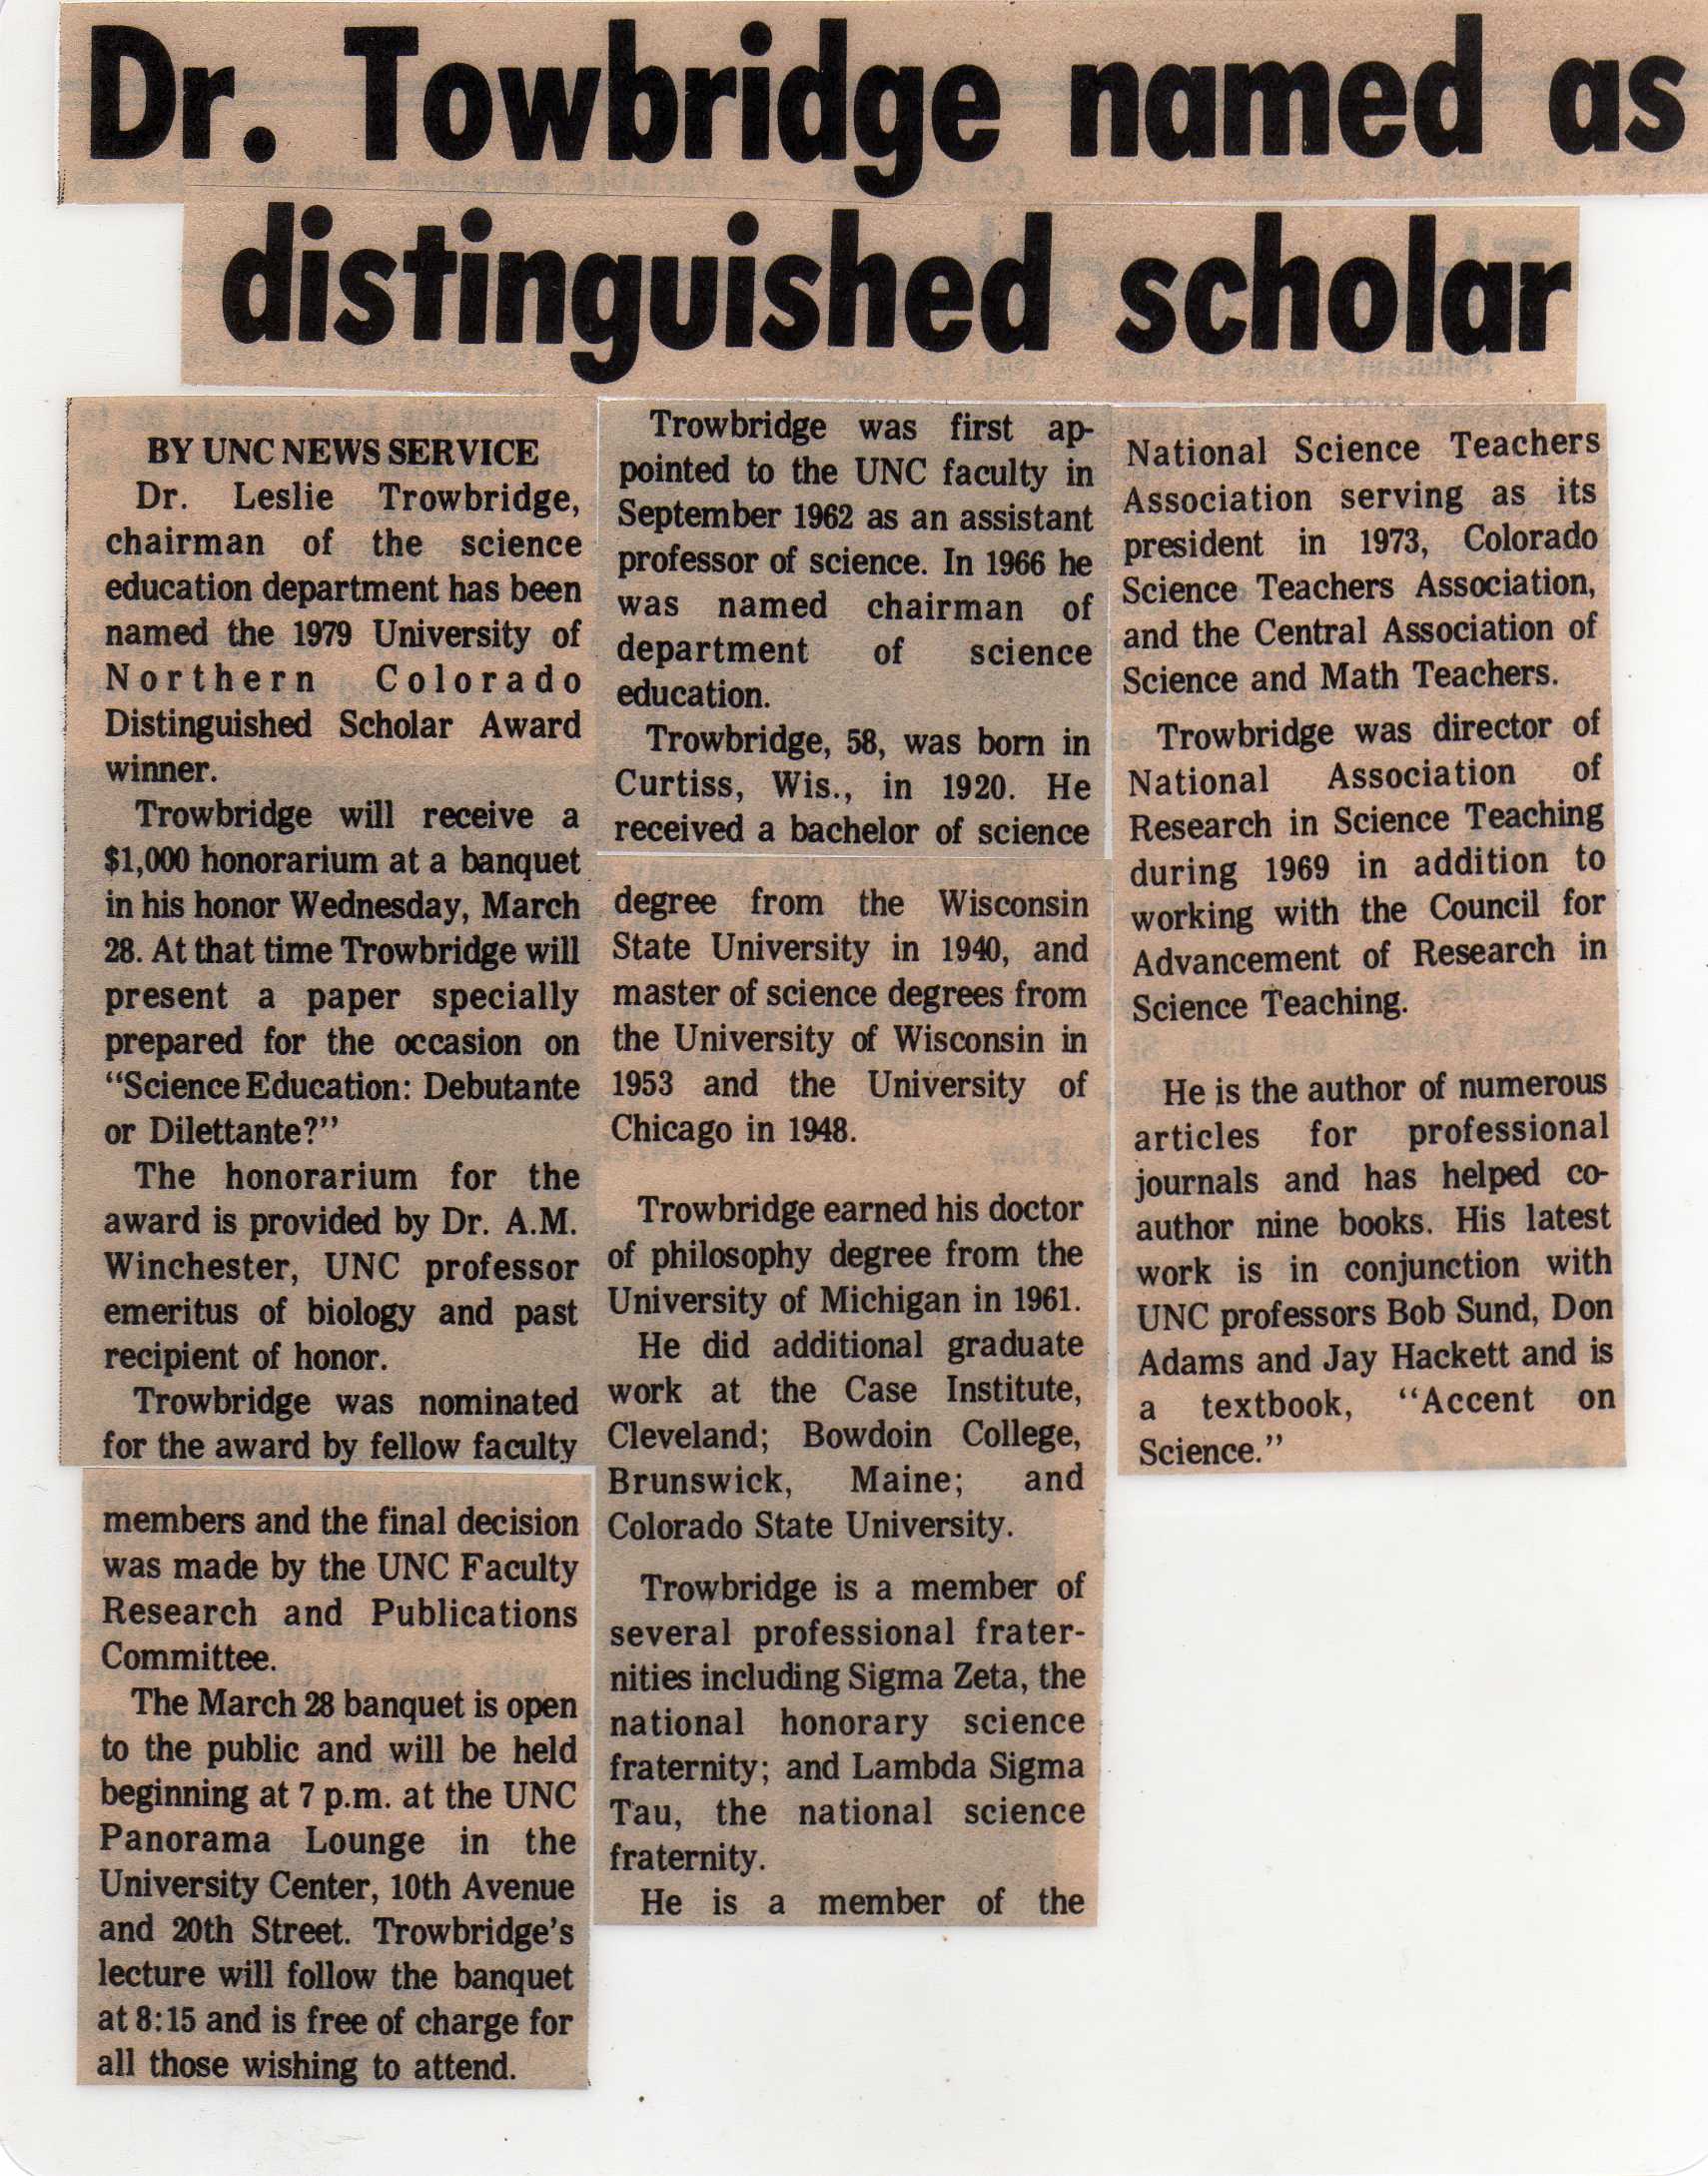 Dr. Towbridge named as
distinguished scholar
BY UNC NEWS SERVICE
Dr. Leslie Trowbridge,
chairman of the science
education department has been
named the 1979 University of
Northern Colorado
Distinguished Scholar Award
winner.
Trowbridge will receive a
$1,000 honorarium at a banquet
in his honor Wednesday, March
28. At that time Trowbridge will
present a paper specially
prepared for the occasion on
“Science Education: Debutante
or Dilettante?”
The honorarium for the
award is provided by Dr. A.M.
Winchester, UNC professor
emeritus of biology and past
recipient of honor.
Trowbridge was nominated
for the award by fellow faculty
members and the final decision
was made by the UNC Faculty
Research and Publications
Committee.
The March 28 banquet is open
to the public and will be held
beginning at 7 p.m. at the UNC
Panorama Lounge in the
University Center, 10th Avenue
and 20th Street. Trowbridge’s
lecture will follow the banquet
at 8:15 and is free of charge for
all those wishing to attend.
Trowbridge was first ap-
pointed to the UNC faculty in
September 1962 as an assistant
professor of science. In 1966 he
was named chairman of
department of science
education.
Trowbridge, 58, was born in
Curtiss, Wis., in 1920. He
received a bachelor of science
degree from the Wisconsin
State University in 1940, and
master of science degrees from
the University of Wisconsin in
1953 and the University of
Chicago in 1948.
Trowbridge earned his doctor
of philosophy degree from the
University of Michigan in 1961.
He did additional graduate
work at the Case Institute,
Cleveland; Bowdoin College,
Brunswick, Maine; and
Colorado State University.
Trowbridge is a member of
several professional frater-
nities including Sigma Zeta, the
national honorary science
fraternity; and Lambda Sigma
Tau, the national science
fraternity.
He is a member of the
National Science Teachers
Association serving as its
president in 1973, Colorado
Science Teachers Association,
and the Central Association of
Science and Math Teachers.
Trowbridge was director of
National Association of
Research in Science Teaching
during 1969 in addition to
working with the Council for
Advancement of Research in
Science Teaching.
He is the author of numerous
articles for professional
journals and has helped co-
author nine books. His latest
work is in conjunction with
UNC professors Bob Sund, Don
Adams and Jay Hackett and is
a textbook, “Accent on
Science.”